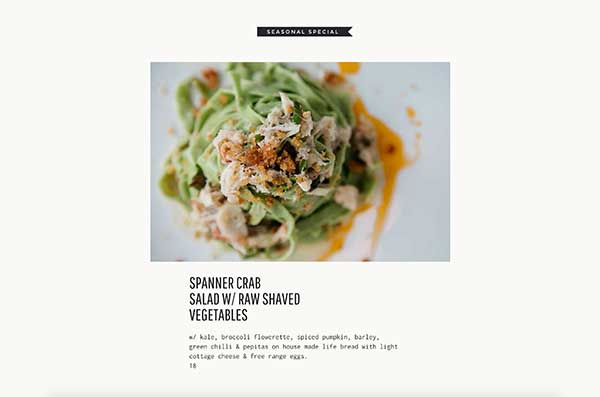 SEASONAL SPECIAL
SPANNER CRAB
SALAD W/ RAW SHAVED
VEGETABLES
w/ kale, broccoli flowerette, spiced pumpkin, barley,
green chilli & pepitas on house made life bread with light
cottage cheese & free range eggs.
18